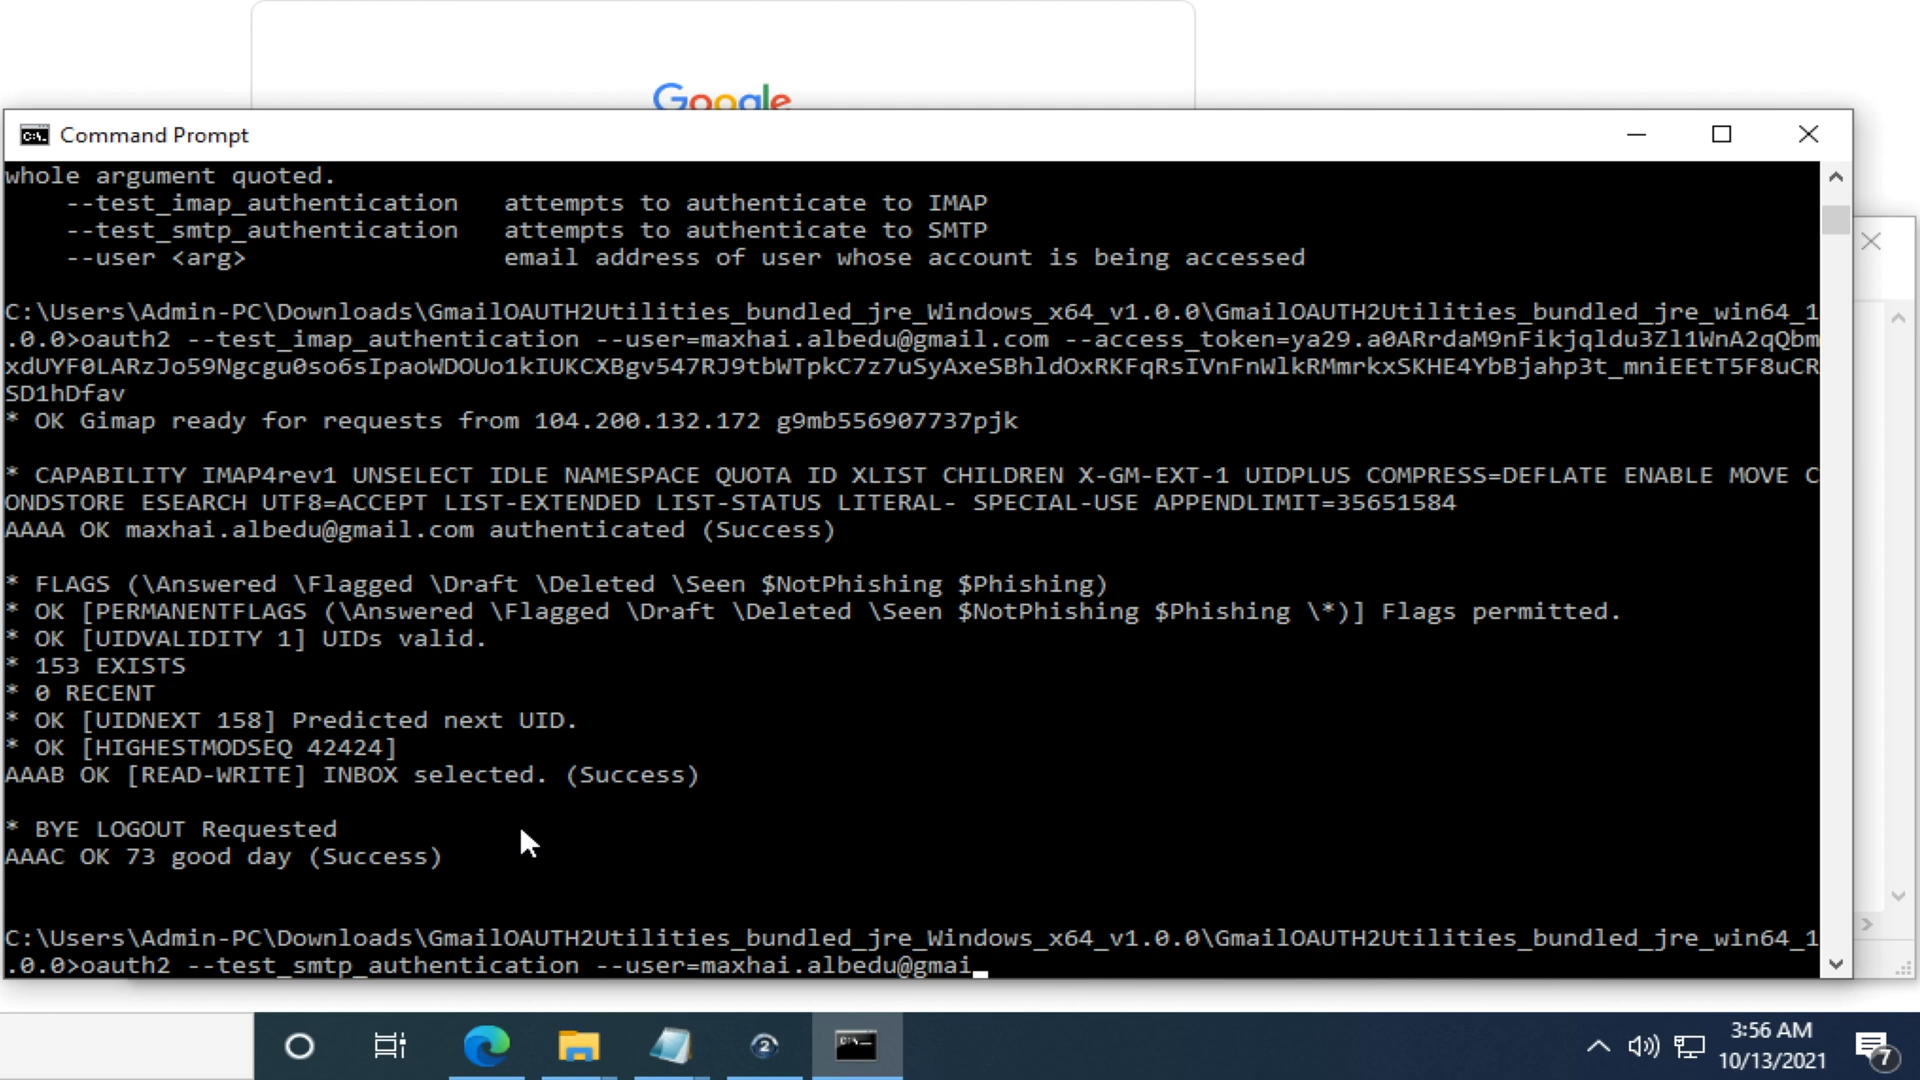 Google
Command Prompt
whole argument quoted.
--test_imap_authentication attempts to authenticate to IMAP
--test_smtp_authentication attempts to authenticate to SMTP
--user <arg> email address of user whose account is being accessed
C:\Users\Admin-PC\Downloads\GmailOAUTH2Utilities_bundled_jre_Windows_x64_v1.0.0\GmailOAUTH2Utilities_bundled_jre_win64_1
.0.0>oauth2 --test_imap_authentication --user=maxhai.albedu@gmail.com --access_token=ya29.a0ARrdaM9nFikjqldu3Zl1WnA2qQbm
xdUYF0LARzJo59Ngcgu0so6sIpaoWDOUo1kIUKCXBgv547RJ9tbWTpkC7z7uSyAxeSBhldOxRKFqRsIVnFnWlkRMmrkxSKHE4YbBjahp3t_mniEEtT5F8uCR
SD1hDfav
* OK Gimap ready for requests from 104.200.132.172 g9mb556907737pjk
* CAPABILITY IMAP4rev1 UNSELECT IDLE NAMESPACE QUOTA ID XLIST CHILDREN X-GM-EXT-1 UIDPLUS COMPRESS=DEFLATE ENABLE MOVE C
ONDSTORE ESEARCH UTF8=ACCEPT LIST-EXTENDED LIST-STATUS LITERAL- SPECIAL-USE APPENDLIMIT=35651584
AAAA OK maxhai.albedu@gmail.com authenticated (Success)
* FLAGS (\Answered \Flagged \Draft \Deleted \Seen $NotPhishing $Phishing)
* OK [PERMANENTFLAGS (\Answered \Flagged \Draft \Deleted \Seen $NotPhishing $Phishing \*)] Flags permitted.
* OK [UIDVALIDITY 1] UIDs valid.
* 153 EXISTS
* 0 RECENT
* OK [UIDNEXT 158] Predicted next UID.
* OK [HIGHESTMODSEQ 42424]
AAAB OK [READ-WRITE] INBOX selected. (Success)
* BYE LOGOUT Requested
AAAC OK 73 good day (Success)
C:\Users\Admin-PC\Downloads\GmailOAUTH2Utilities_bundled_jre_Windows_x64_v1.0.0\GmailOAUTH2Utilities_bundled_jre_win64_1
.0.0>oauth2 --test_smtp_authentication --user=maxhai.albedu@gmai
3:56 AM
10/13/2021
7
2